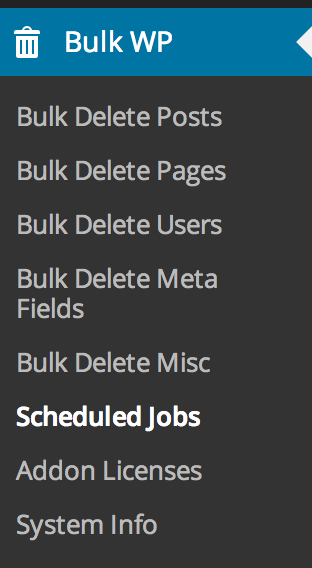 Bulk WP
Bulk Delete Posts
Bulk Delete Pages
Bulk Delete Users
Bulk Delete Meta
Fields
Bulk Delete Misc
Scheduled Jobs
Addon Licenses
System Info